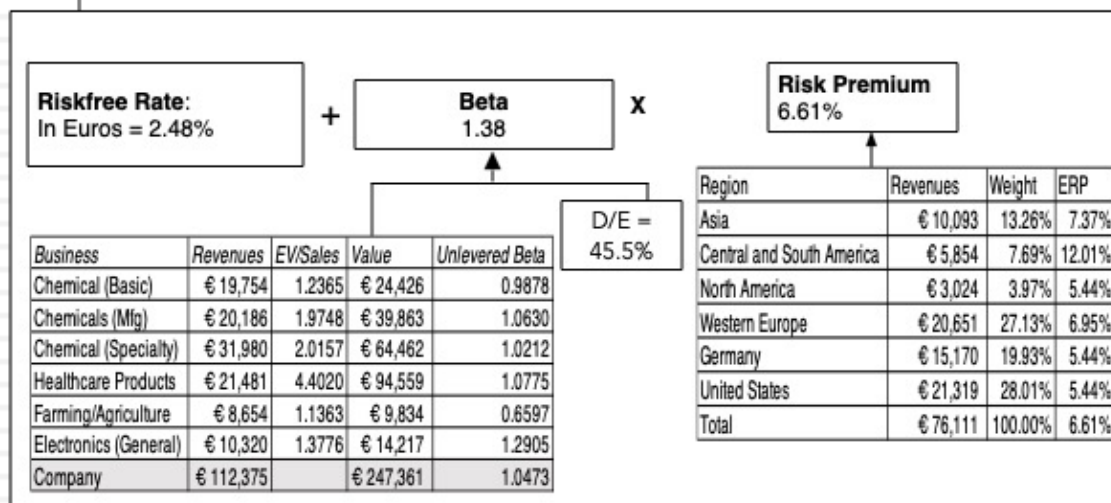 Riskfree Rate:
In Euros = 2.48%
+
Beta
1.38
x
Risk Premium
6.61%
D/E =
45.5%
Business Revenues EV/Sales Value Unlevered Beta
Chemical (Basic) € 19,754 1.2365 € 24,426 0.9878
Chemicals (Mfg) € 20,186 1.9748 € 39,863 1.0630
Chemical (Specialty) € 31,980 2.0157 € 64,462 1.0212
Healthcare Products € 21,481 4.4020 € 94,559 1.0775
Farming/Agriculture € 8,654 1.1363 € 9,834 0.6597
Electronics (General) € 10,320 1.3776 € 14,217 1.2905
Company € 112,375 € 247,361 1.0473
Region Revenues Weight ERP
Asia € 10,093 13.26% 7.37%
Central and South America € 5,854 7.69% 12.01%
North America € 3,024 3.97% 5.44%
Western Europe € 20,651 27.13% 6.95%
Germany € 15,170 19.93% 5.44%
United States € 21,319 28.01% 5.44%
Total € 76,111 100.00% 6.61%